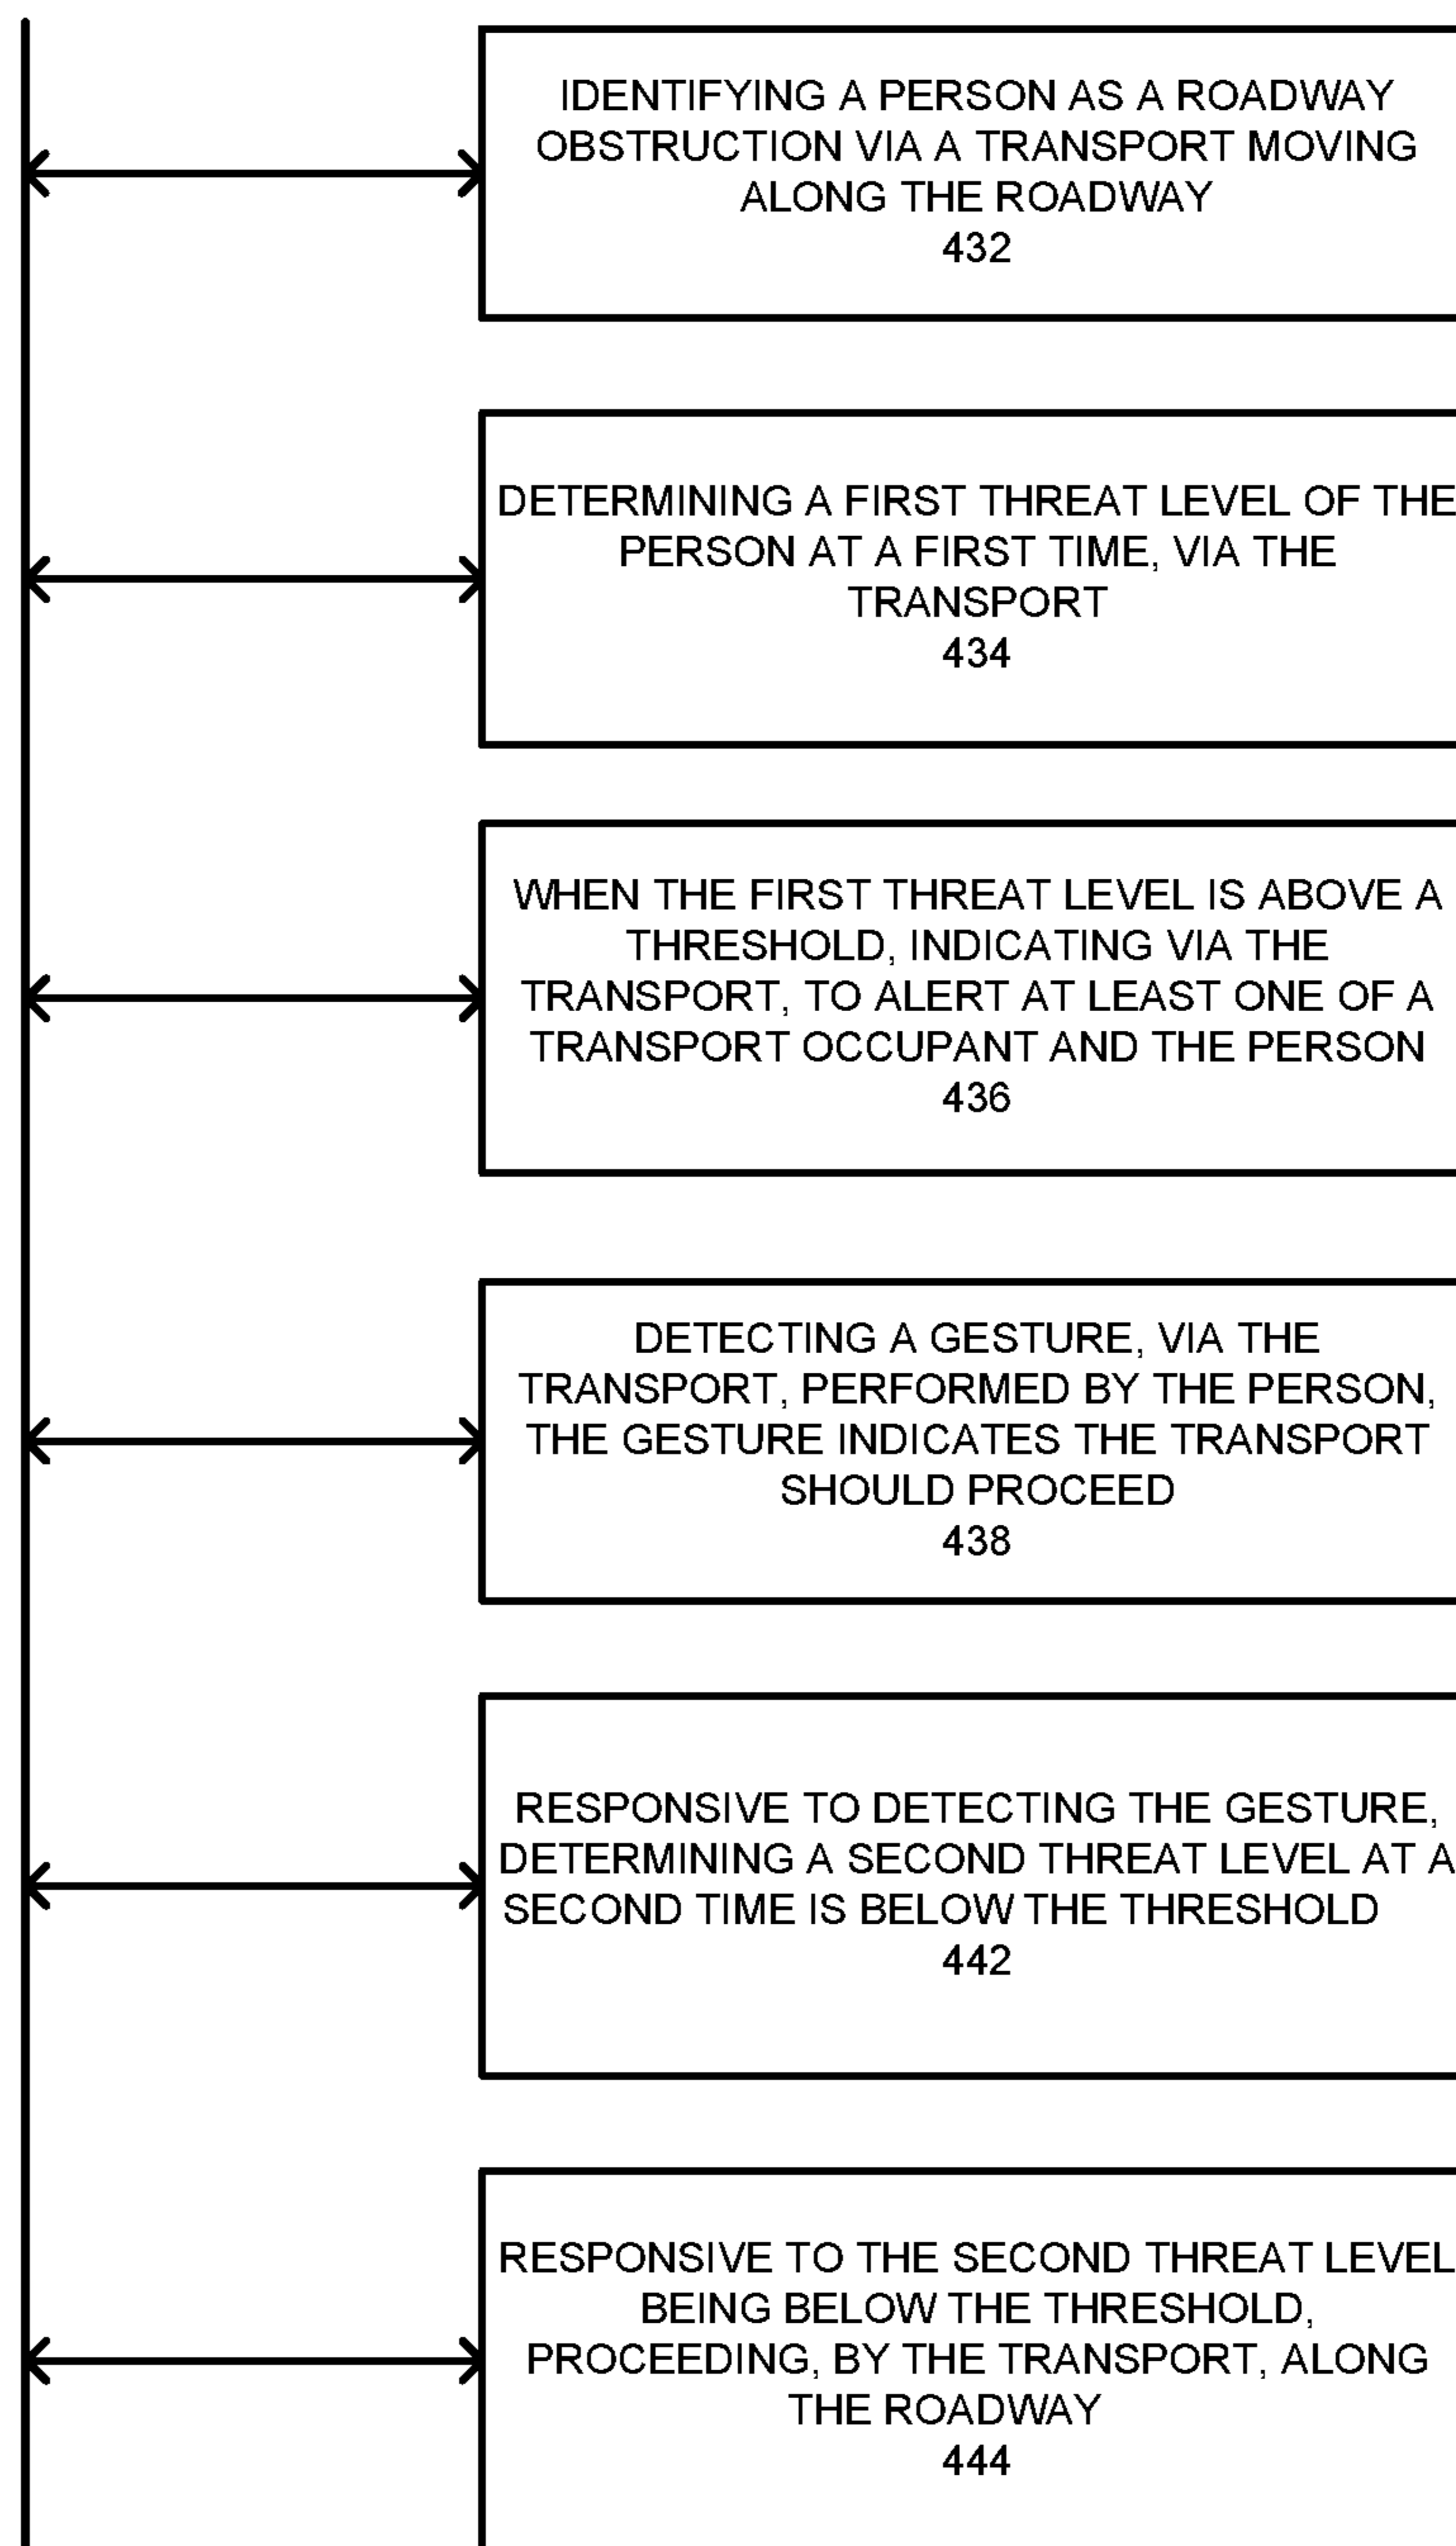 IDENTIFYING A PERSON AS A ROADWAY
OBSTRUCTION VIA A TRANSPORT MOVING
ALONG THE ROADWAY
432
DETERMINING A FIRST THREAT LEVEL OF THE
PERSON AT A FIRST TIME, VIA THE
TRANSPORT
434
WHEN THE FIRST THREAT LEVEL IS ABOVE A
THRESHOLD, INDICATING VIA THE
TRANSPORT, TO ALERT AT LEAST ONE OF A
TRANSPORT OCCUPANT AND THE PERSON
436
DETECTING A GESTURE, VIA THE
TRANSPORT, PERFORMED BY THE PERSON,
THE GESTURE INDICATES THE TRANSPORT
SHOULD PROCEED
438
RESPONSIVE TO DETECTING THE GESTURE,
DETERMINING A SECOND THREAT LEVEL AT A
SECOND TIME IS BELOW THE THRESHOLD
442
RESPONSIVE TO THE SECOND THREAT LEVEL
BEING BELOW THE THRESHOLD,
PROCEEDING, BY THE TRANSPORT, ALONG
THE ROADWAY
444